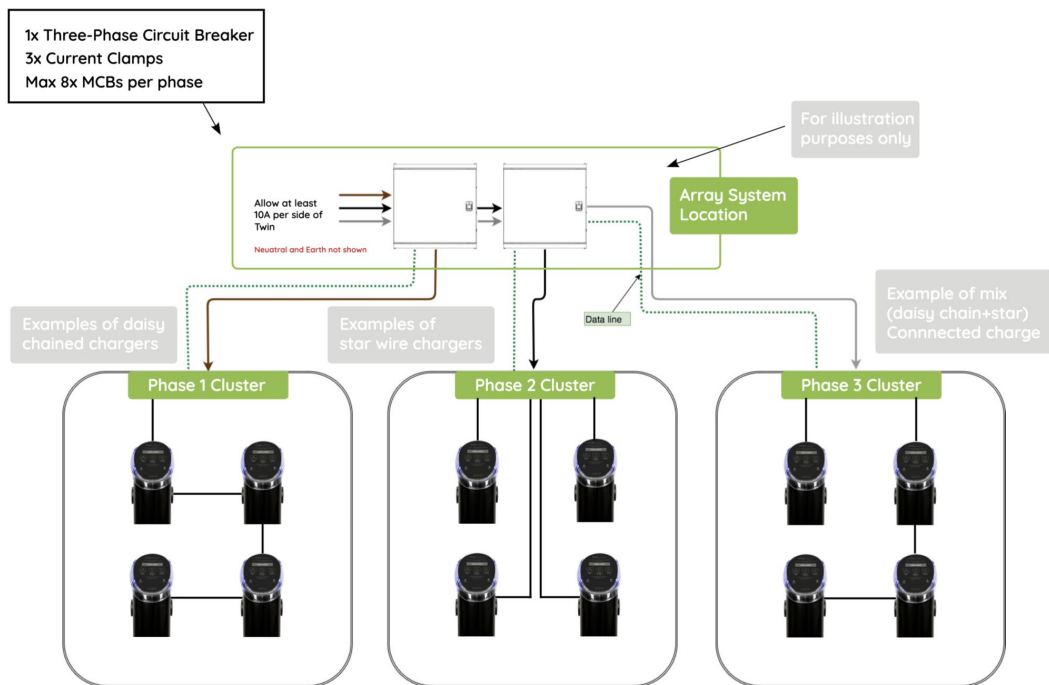 1x Three-Phase Circuit Breaker
3x Current Clamps
Max 8x MCBs per phase
For illustration
purposes only
Allow at least
10A per side of
Twin
Neuatral and Earth not shown
Array System
Location
Examples of daisy
chained chargers
Examples of
star wire chargers
Data line
Example of mix
(daisy chain+star)
Connnected charge
Phase 1 Cluster
Phase 2 Cluster
Phase 3 Cluster